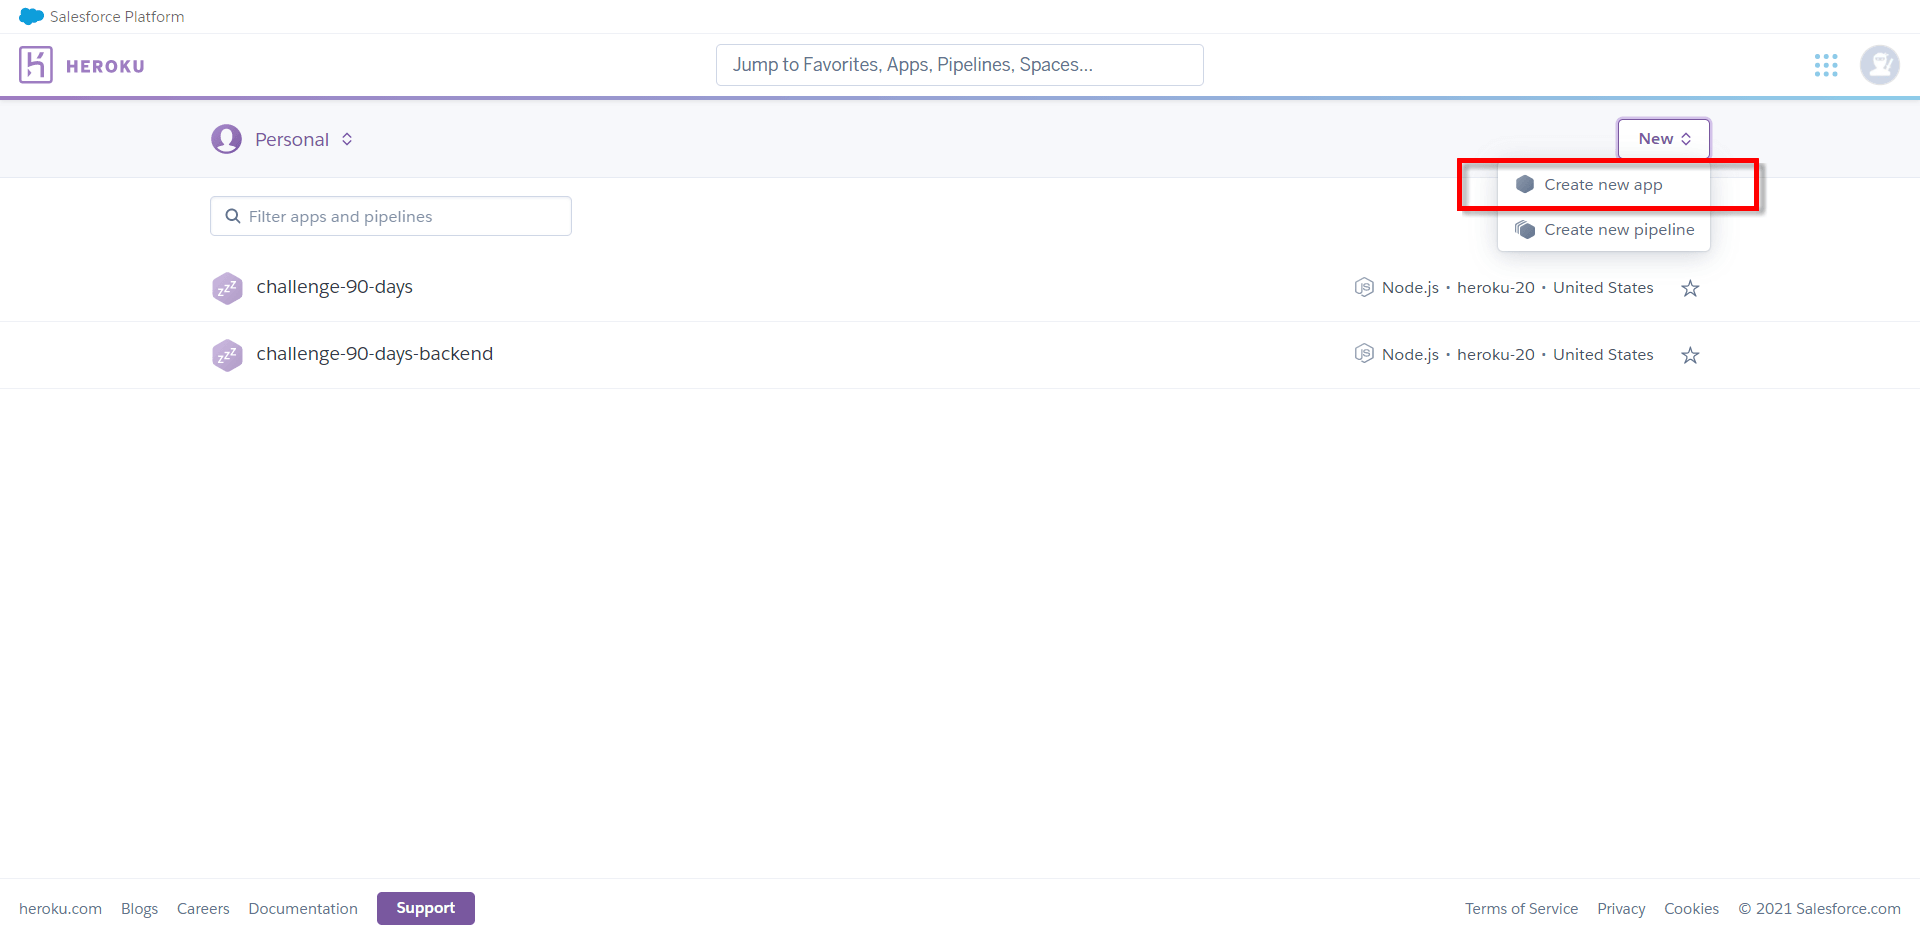 Salesforce Platform
HEROKU
Jump to Favorites, Apps, Pipelines, Spaces...
Personal
New
Create new app
Create new pipeline
Filter apps and pipelines
challenge-90-days
Node.js • heroku-20 • United States
challenge-90-days-backend
Node.js • heroku-20 • United States
heroku.com Blogs Careers Documentation Support Terms of Service Privacy Cookies © 2021 Salesforce.com